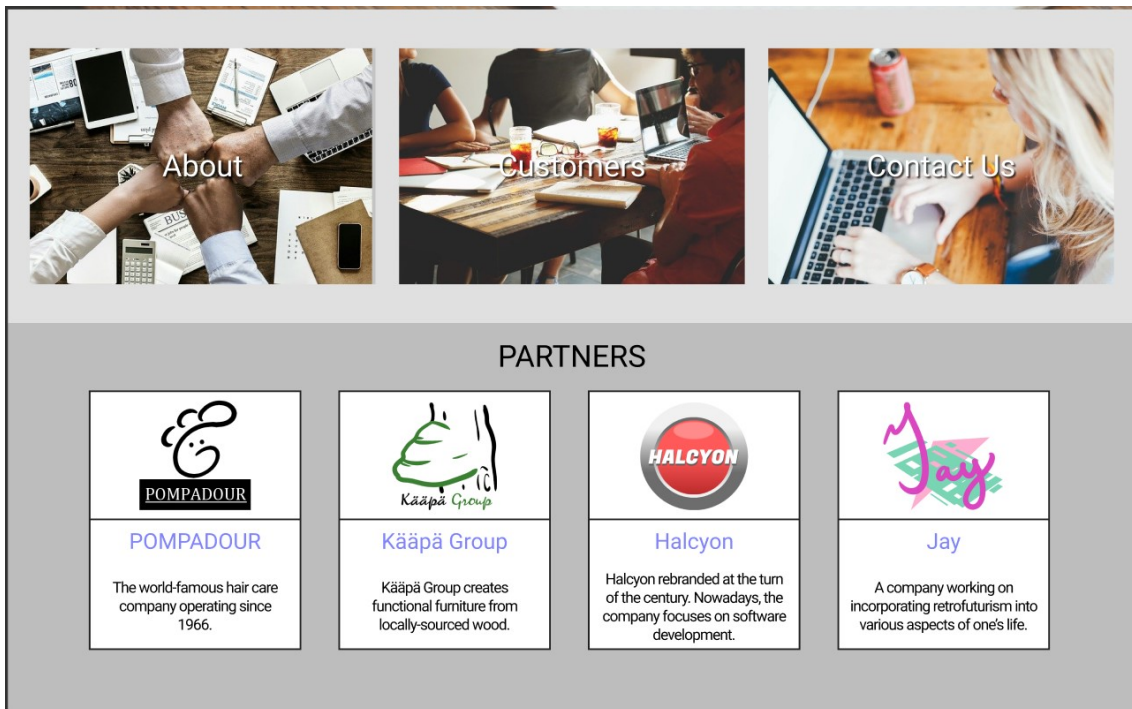 About
Customers
Contact Us
PARTNERS
POMPADOUR
Kääpä Group
HALCYON
Jay
POMPADOUR
Kääpä Group
Halcyon
Jay
The world-famous hair care
company operating since
1966.
Kääpä Group creates
functional furniture from
locally-sourced wood.
Halcyon rebranded at the turn
of the century. Nowadays, the
company focuses on software
development.
A company working on
incorporating retrofuturism into
various aspects of one's life.